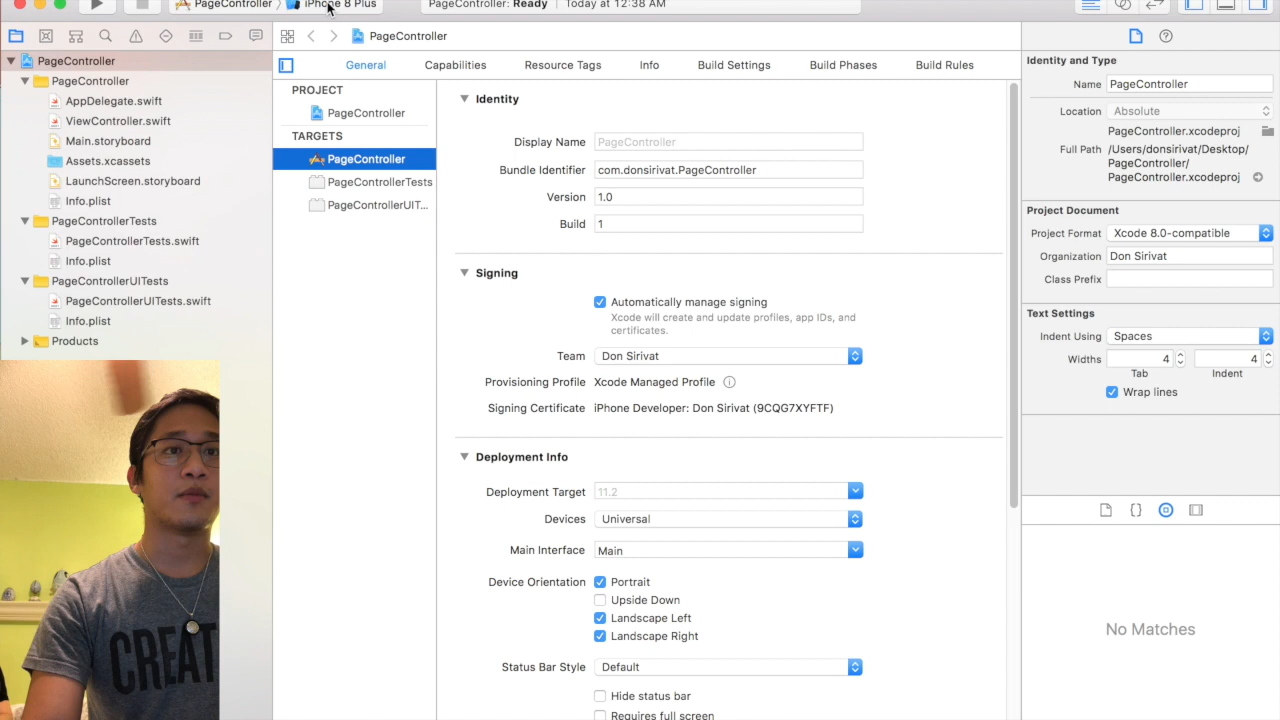 PageController
iPhone 8 Plus
PageController: Ready
Today at 12:38 AM
PageController
PageController
AppDelegate.swift
ViewController.swift
Main.storyboard
Assets.xcassets
LaunchScreen.storyboard
Info.plist
PageControllerTests
PageControllerTests.swift
Info.plist
PageControllerUITests
PageControllerUITests.swift
Info.plist
Products
CREAT
PageController
General
Capabilities
Resource Tags
Info
Build Settings
Build Phases
Build Rules
PROJECT
PageController
TARGETS
PageController
PageControllerTests
PageControllerUIT...
Identity
Display Name PageController
Bundle Identifier com.donsirivat.PageController
Version 1.0
Build 1
Signing
Automatically manage signing
Xcode will create and update profiles, app IDs, and
certificates.
Team Don Sirivat
Provisioning Profile Xcode Managed Profile
Signing Certificate iPhone Developer: Don Sirivat (9CQG7XYFTF)
Deployment Info
Deployment Target 11.2
Devices Universal
Main Interface Main
Device Orientation Portrait
Upside Down
Landscape Left
Landscape Right
Status Bar Style Default
Hide status bar
Requires full screen
Identity and Type
Name PageController
Location Absolute
PageController.xcodeproj
Full Path /Users/donsirivat/Desktop/
PageController/
PageController.xcodeproj
Project Document
Project Format Xcode 8.0-compatible
Organization Don Sirivat
Class Prefix
Text Settings
Indent Using Spaces
Widths 4 4
Tab Indent
Wrap lines
No Matches